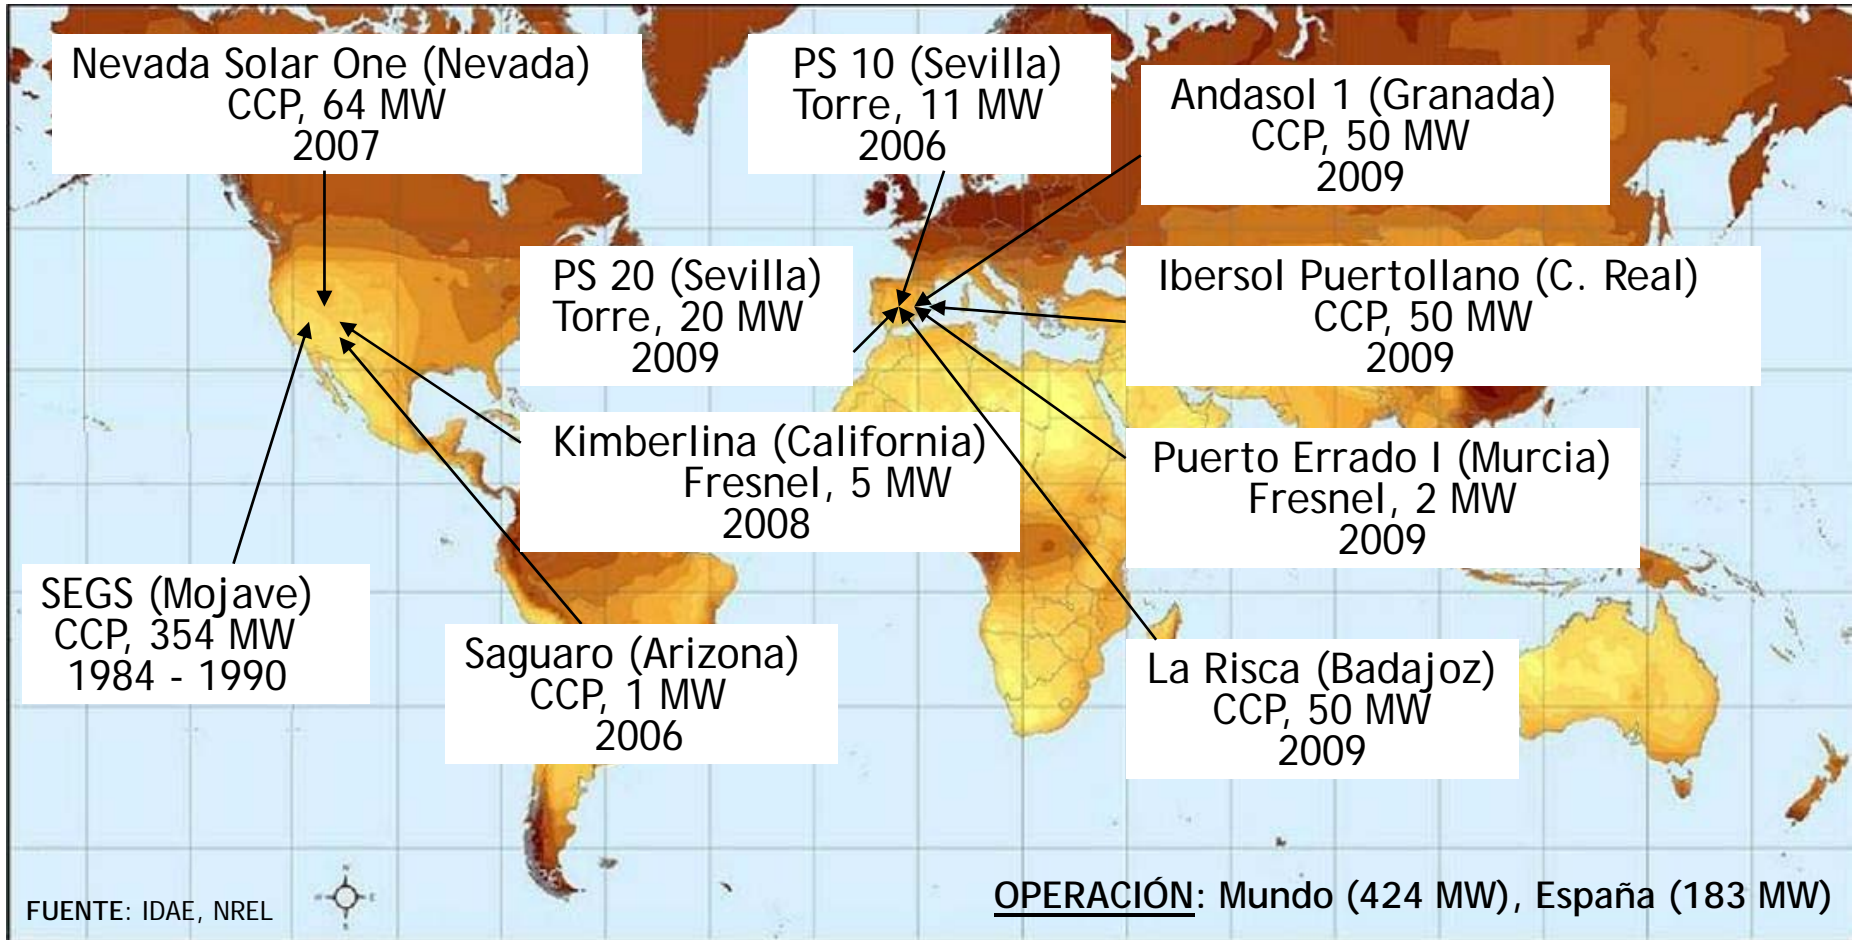 Nevada Solar One (Nevada)
CCP, 64 MW
2007
PS 10 (Sevilla)
Torre, 11 MW
2006
Andasol 1 (Granada)
CCP, 50 MW
2009
PS 20 (Sevilla)
Torre, 20 MW
2009
Ibersol Puertollano (C. Real)
CCP, 50 MW
2009
Kimberlina (California)
Fresnel, 5 MW
2008
Puerto Errado I (Murcia)
Fresnel, 2 MW
2009
SEGS (Mojave)
CCP, 354 MW
1984 - 1990
Saguaro (Arizona)
CCP, 1 MW
2006
La Risca (Badajoz)
CCP, 50 MW
2009
FUENTE: IDAE, NREL
OPERACIÓN: Mundo (424 MW), España (183 MW)